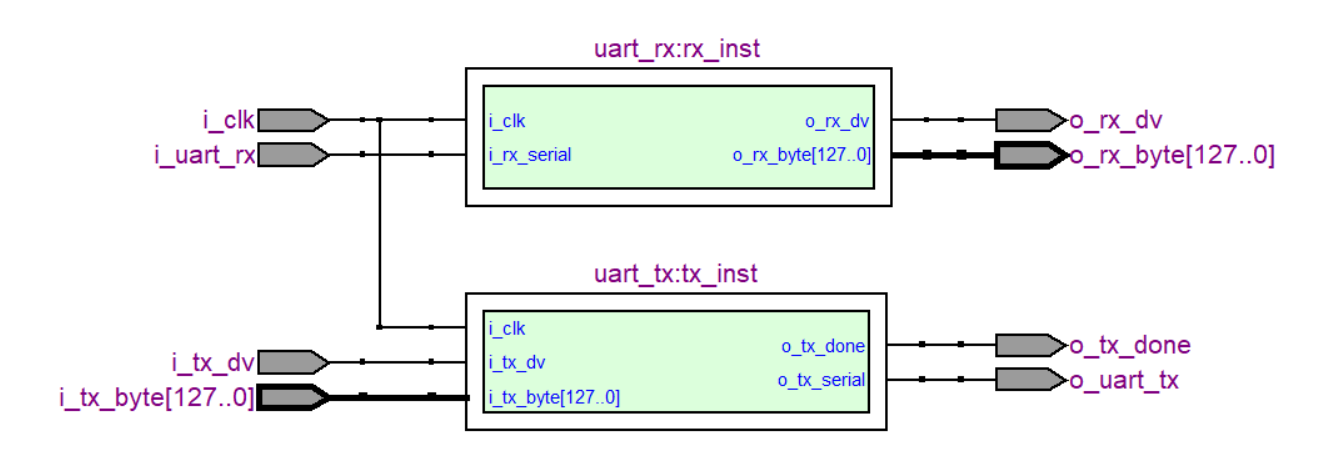 uart_rx:rx_inst
i_clk
i_uart_rx
i_clk
i_rx_serial
o_rx_dv
o_rx_byte[127..0]
o_rx_dv
o_rx_byte[127..0]
uart_tx:tx_inst
i_tx_dv
i_tx_byte[127..0]
i_clk
i_tx_dv
i_tx_byte[127..0]
o_tx_done
o_tx_serial
o_tx_done
o_uart_tx